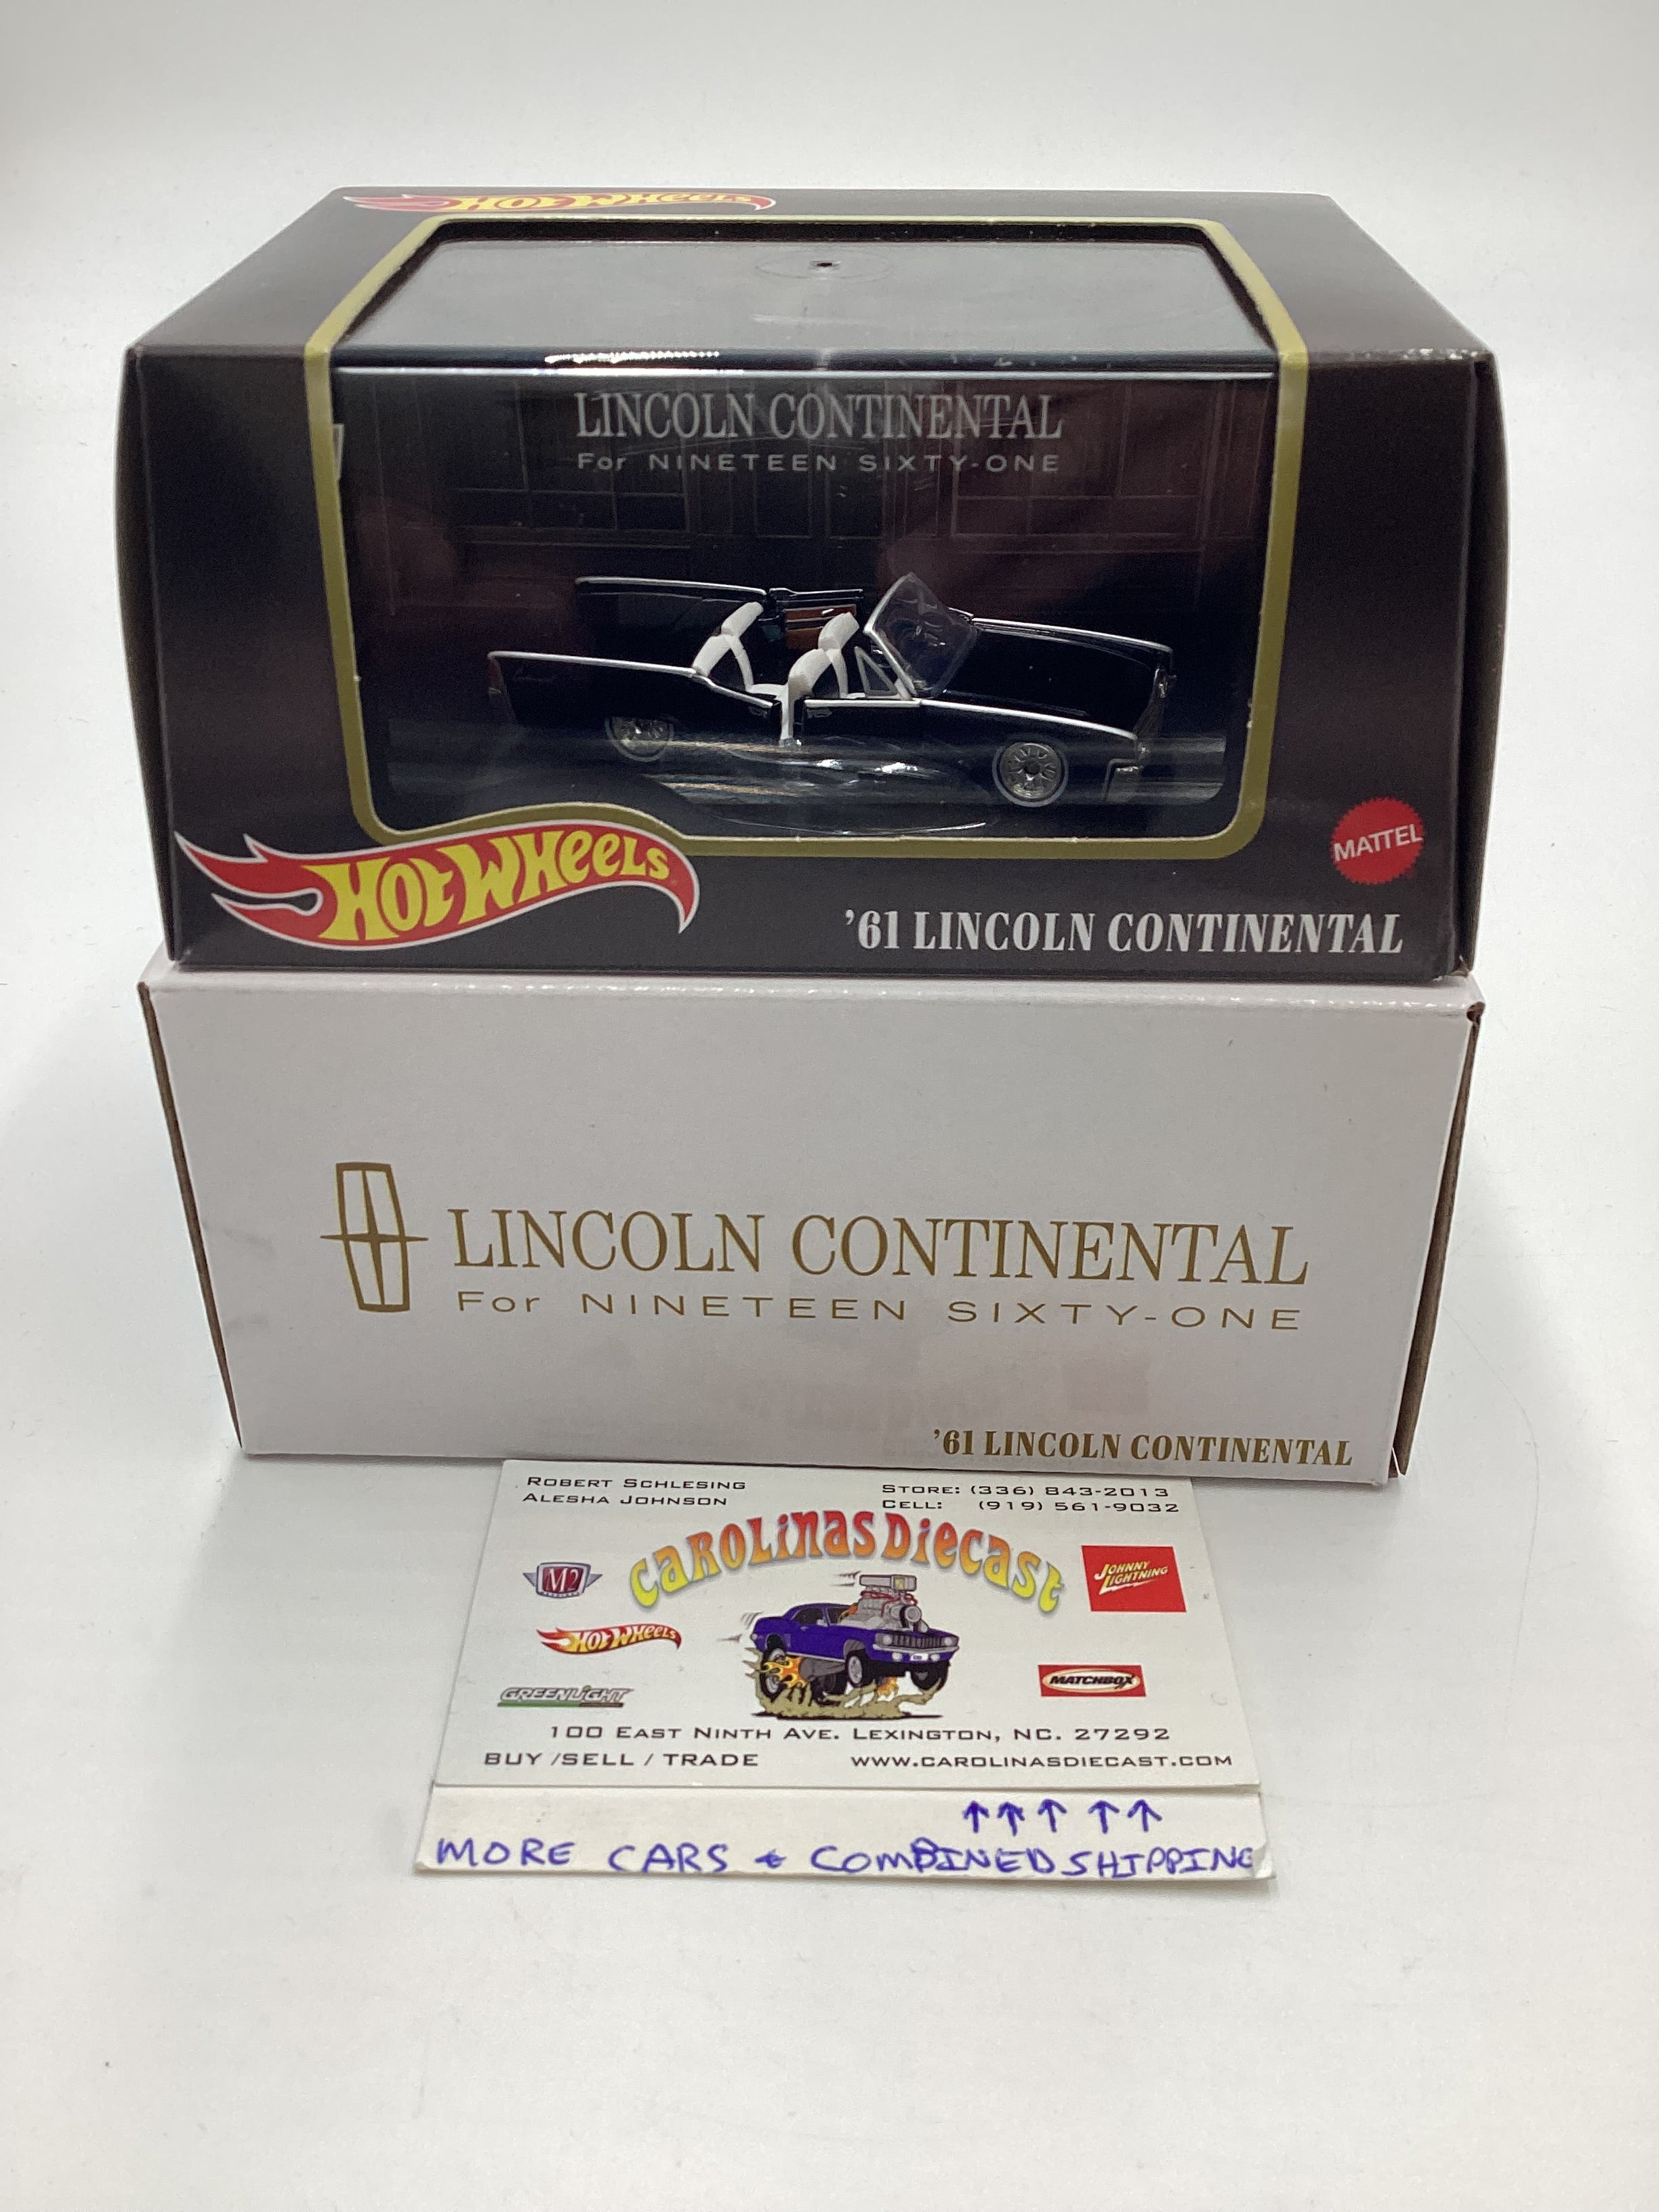 HOT WHEELS
LINCOLN CONTINENTAL
For NINETEEN SIXTY-ONE
HOT WHEELS
MATTEL
'61 LINCOLN CONTINENTAL
LINCOLN CONTINENTAL
For NINETEEN SIXTY-ONE
'61 LINCOLN CONTINENTAL
ROBERT SCHLESING
ALESHA JOHNSON
STORE: (336) 843-2013
CELL: (919) 561-9032
CAROLINAS DIECAST
M2
JOHNNY LIGHTNING
HOT WHEELS
GREENLIGHT
MATCHBOX
100 EAST NINTH AVE. LEXINGTON, NC. 27292
BUY /SELL / TRADE WWW.CAROLINASDIECAST.COM
↑↑↑ ↑↑
MORE CARS & COMBINED SHIPPING